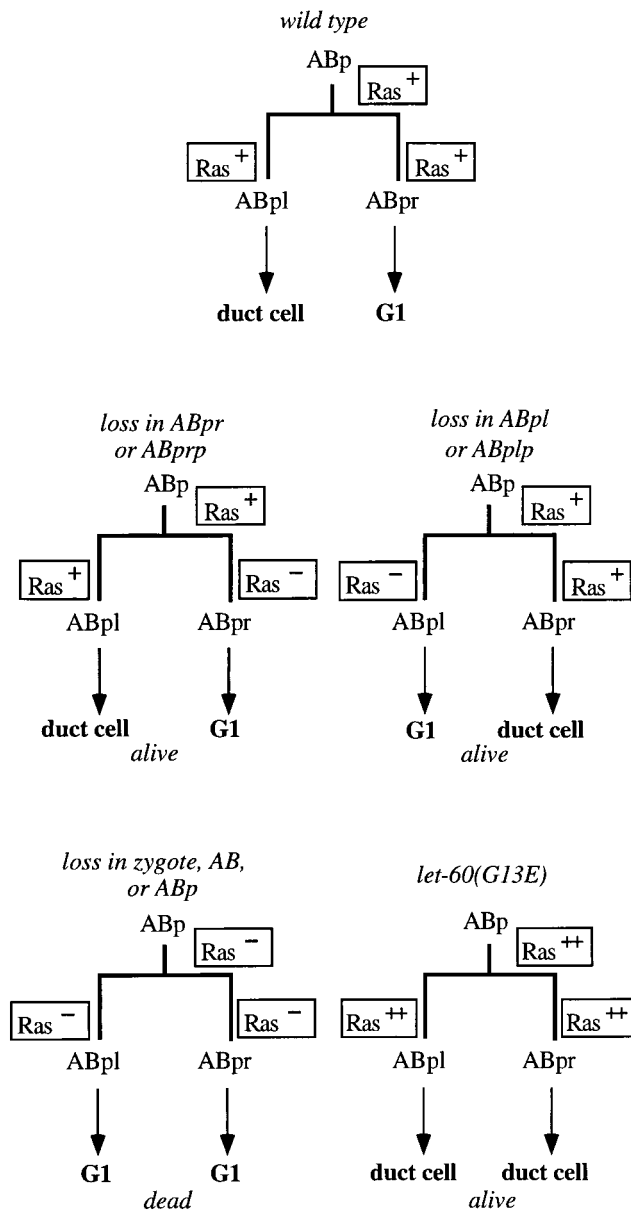 wild type
ABp
Ras +
Ras + Ras +
ABpl ABpr
duct cell G1
loss in ABpr
or ABprp
ABp
Ras +
Ras + Ras −
ABpl ABpr
duct cell G1
alive
loss in ABpl
or ABplp
ABp
Ras +
Ras − Ras +
ABpl ABpr
G1 duct cell
alive
loss in zygote, AB,
or ABp
ABp
Ras −
Ras − Ras −
ABpl ABpr
G1 G1
dead
let-60(G13E)
ABp
Ras ++
Ras ++ Ras ++
ABpl ABpr
duct cell duct cell
alive